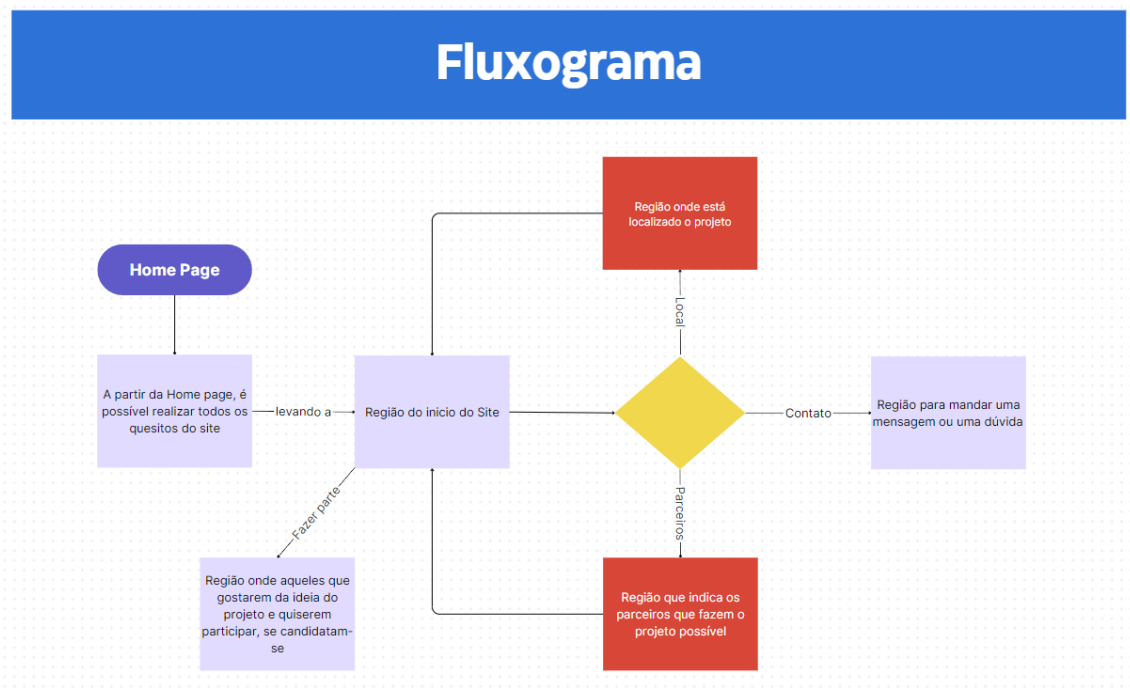 Fluxograma
Região onde está
localizado o projeto
Home Page
Local
A partir da Home page, é
possível realizar todos os
quesitos do site
levando a
Região do inicio do Site
Contato
Região para mandar uma
mensagem ou uma dúvida
Fazer parte
Parceiros
Região onde aqueles que
gostarem da ideia do
projeto e quiserem
participar, se candidatam-
se
Região que indica os
parceiros que fazem o
projeto possível